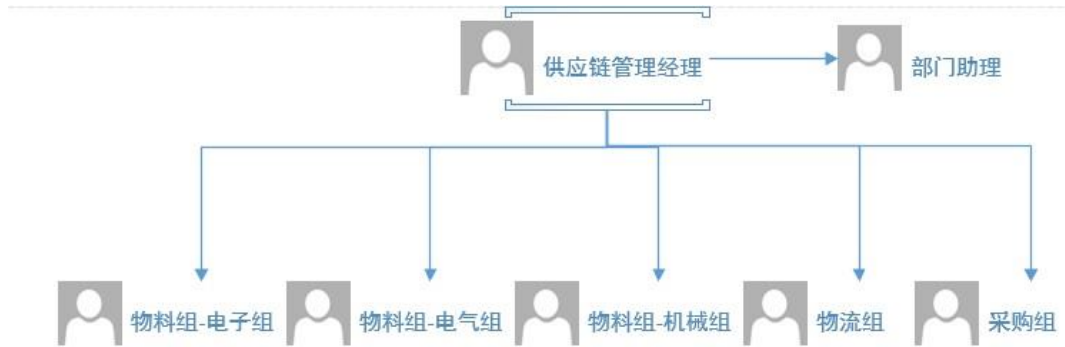 供应链管理经理
部门助理
物料组-电子组
物料组-电气组
物料组-机械组
物流组
采购组